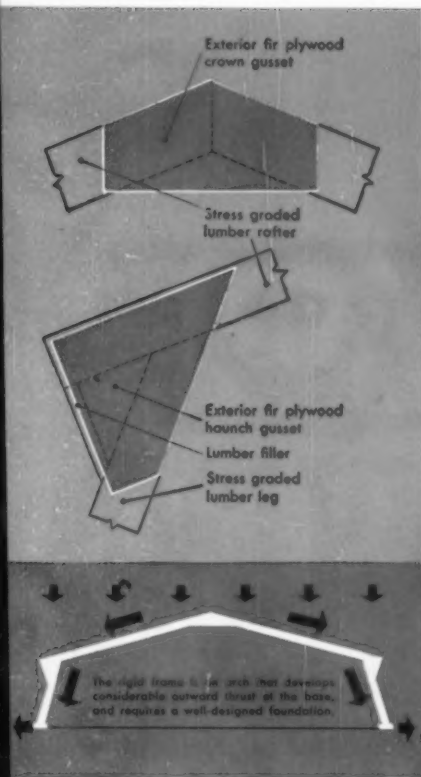 Exterior fir plywood
crown gusset
Stress graded
lumber rafter
Exterior fir plywood
haunch gusset
Lumber filler
Stress graded
lumber leg
The rigid frame is an arch that develops
considerable outward thrust at the base,
and requires a well-designed foundation.